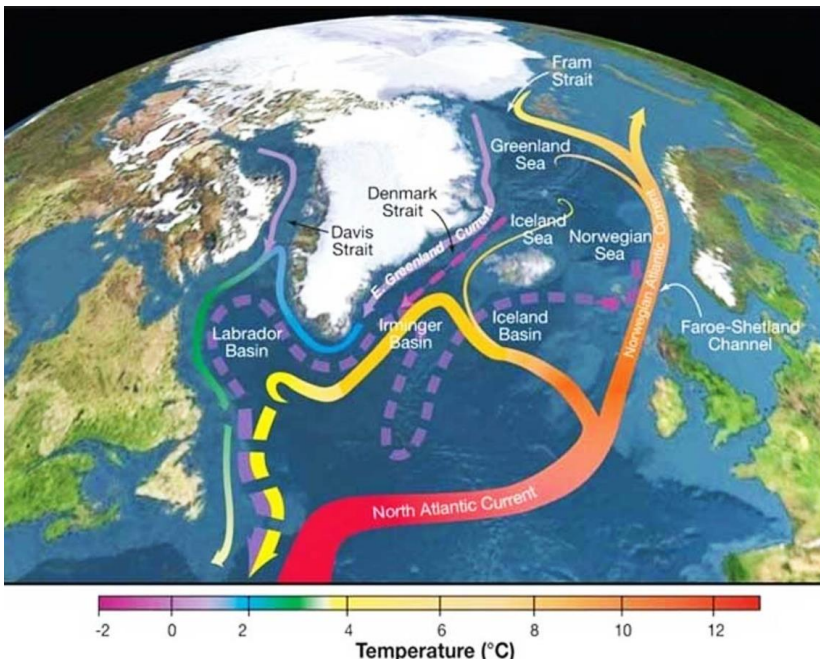 Fram
Strait
Greenland
Sea
Denmark
Strait
Iceland
Sea
Davis
Strait
Norwegian
Sea
E. Greenland Current
Norwegian Atlantic Current
Labrador
Basin
Irminger
Basin
Iceland
Basin
Faroe-Shetland
Channel
North Atlantic Current
-2 0 2 4 6 8 10 12
Temperature (°C)